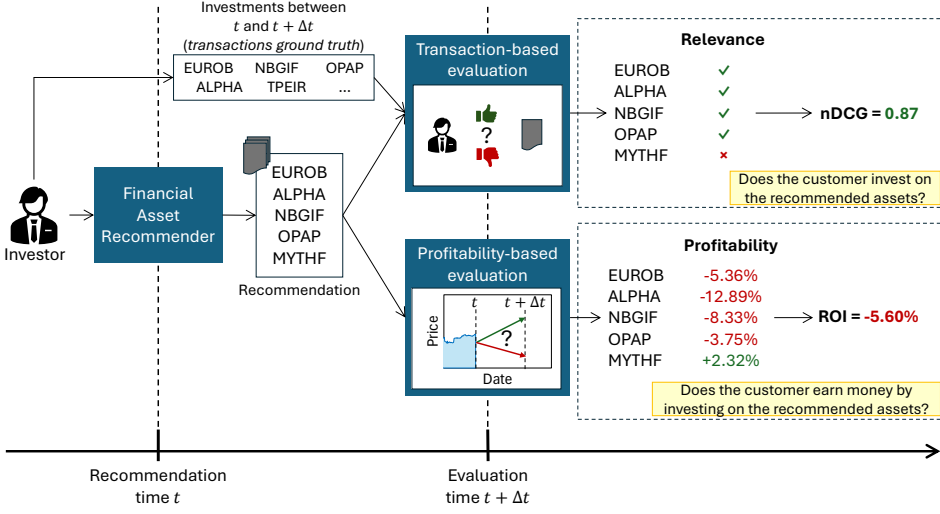 Investments between
t and t + Δt
(transactions ground truth)
EUROB NBGIF OPAP
ALPHA TPEIR ...
Investor
Financial
Asset
Recommender
EUROB
ALPHA
NBGIF
OPAP
MYTHF
Recommendation
Transaction-based
evaluation
?
Profitability-based
evaluation
t t + Δt
Price
?
Date
Relevance
EUROB ✓
ALPHA ✓
NBGIF ✓
OPAP ✓
MYTHF ×
nDCG = 0.87
Does the customer invest on
the recommended assets?
Profitability
EUROB -5.36%
ALPHA -12.89%
NBGIF -8.33%
OPAP -3.75%
MYTHF +2.32%
ROI = -5.60%
Does the customer earn money by
investing on the recommended assets?
Recommendation
time t
Evaluation
time t + Δt